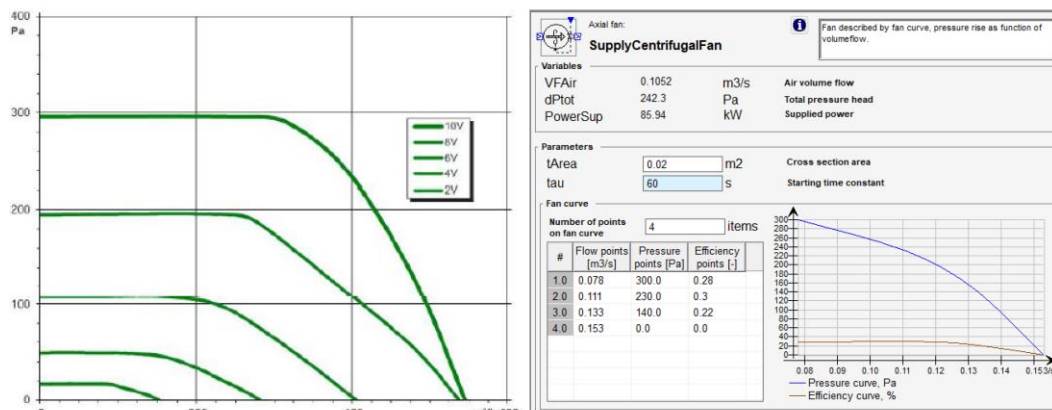 400
Pa
300
200
100
0
0
10V
8V
6V
4V
2V
Axial fan:
SupplyCentrifugalFan
Fan described by fan curve, pressure rise as function of
volumeflow.
Variables
VFAir 0.1052 m3/s Air volume flow
dPtot 242.3 Pa Total pressure head
PowerSup 85.94 kW Supplied power
Parameters
tArea 0.02 m2 Cross section area
tau 60 s Starting time constant
Fan curve
Number of points
on fan curve
4 items
# Flow points [m3/s] Pressure points [Pa] Efficiency points [-]
1.0 0.078 300.0 0.28
2.0 0.111 230.0 0.3
3.0 0.133 140.0 0.22
4.0 0.153 0.0 0.0
300
280
260
240
220
200
180
160
140
120
100
80
60
40
20
0
0.08 0.09 0.10 0.11 0.12 0.13 0.14 0.153/s
Pressure curve, Pa
Efficiency curve, %